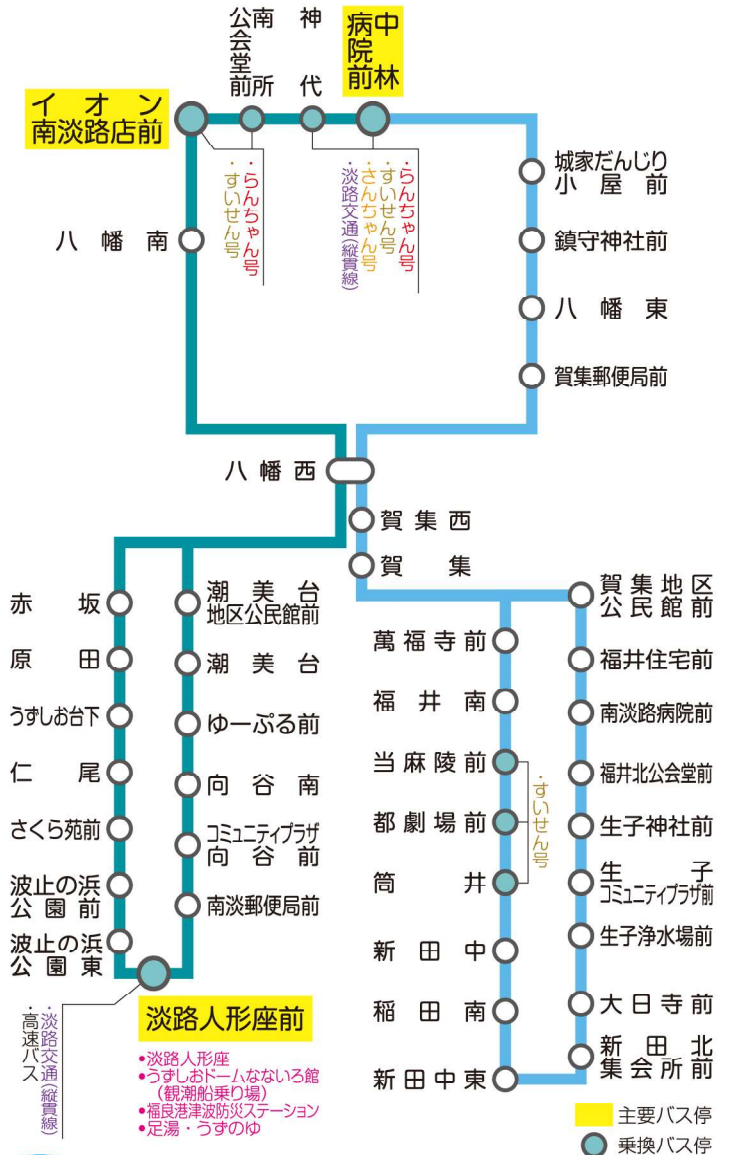 イオン
南淡路店前
南所
公会堂前
神代
中林
病院前
・らんちゃん号
・すいせん号
・らんちゃん号
・すいせん号
・さんちゃん号
・淡路交通(縦貫線)
城家だんじり
小屋前
八幡南
鎮守神社前
八幡東
賀集郵便局前
八幡西
賀集西
賀集
赤坂
原田
うずしお台下
仁尾
さくら苑前
波止の浜
公園前
波止の浜
公園東
潮美台
地区公民館前
潮美台
ゆーぷる前
向谷南
コミュニティプラザ
向谷前
南淡郵便局前
萬福寺前
福井南
当麻陵前
都劇場前
筒井
・すいせん号
新田中
稲田南
新田中東
賀集地区
公民館前
福井住宅前
南淡路病院前
福井北公会堂前
生子神社前
生子
コミュニティプラザ前
生子浄水場前
大日寺前
新田北
集会所前
淡路人形座前
・淡路交通(縦貫線)
・高速バス
●淡路人形座
●うずしおドームなないろ館
(観潮船乗り場)
●福良港津波防災ステーション
●足湯・うずのゆ
主要バス停
乗換バス停